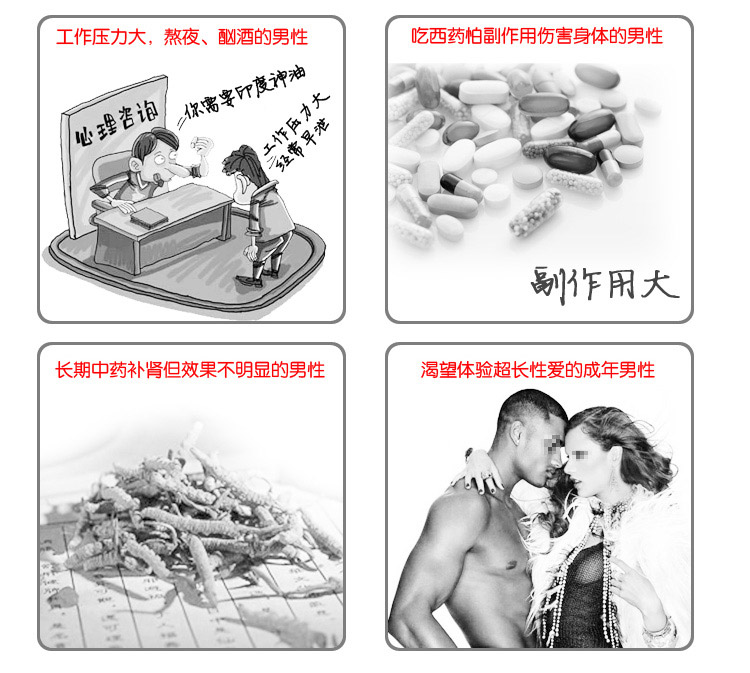 工作压力大，熬夜、酗酒的男性
吃西药怕副作用伤害身体的男性
心理咨询
你需要印度神油
工作压力大
经常早泄
副作用大
长期中药补肾但效果不明显的男性
渴望体验超长性爱的成年男性